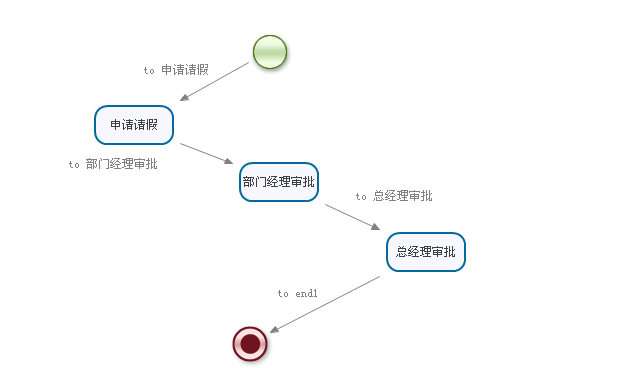 to 申请请假
申请请假
to 部门经理审批
部门经理审批
to 总经理审批
总经理审批
to end1